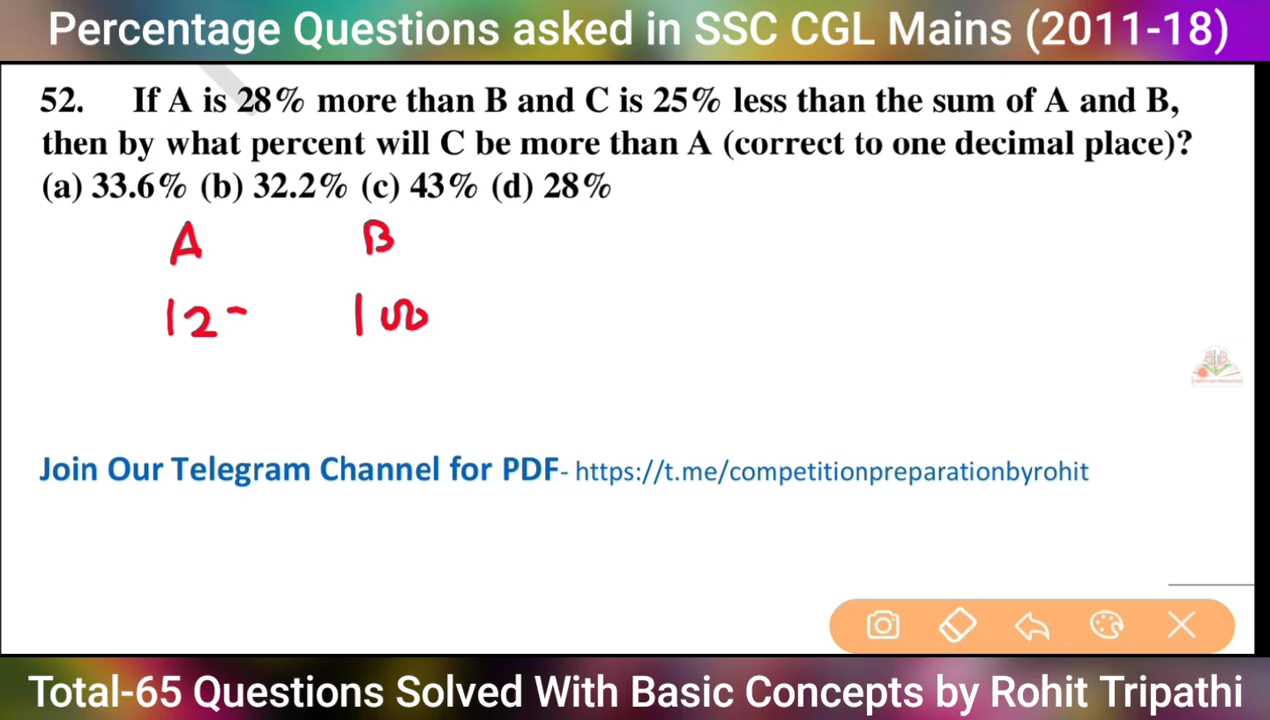 Percentage Questions asked in SSC CGL Mains (2011-18)
52. If A is 28% more than B and C is 25% less than the sum of A and B,
then by what percent will C be more than A (correct to one decimal place)?
(a) 33.6% (b) 32.2% (c) 43% (d) 28%
A B
12 100
Join Our Telegram Channel for PDF- https://t.me/competitionpreparationbyrohit
Total-65 Questions Solved With Basic Concepts by Rohit Tripathi